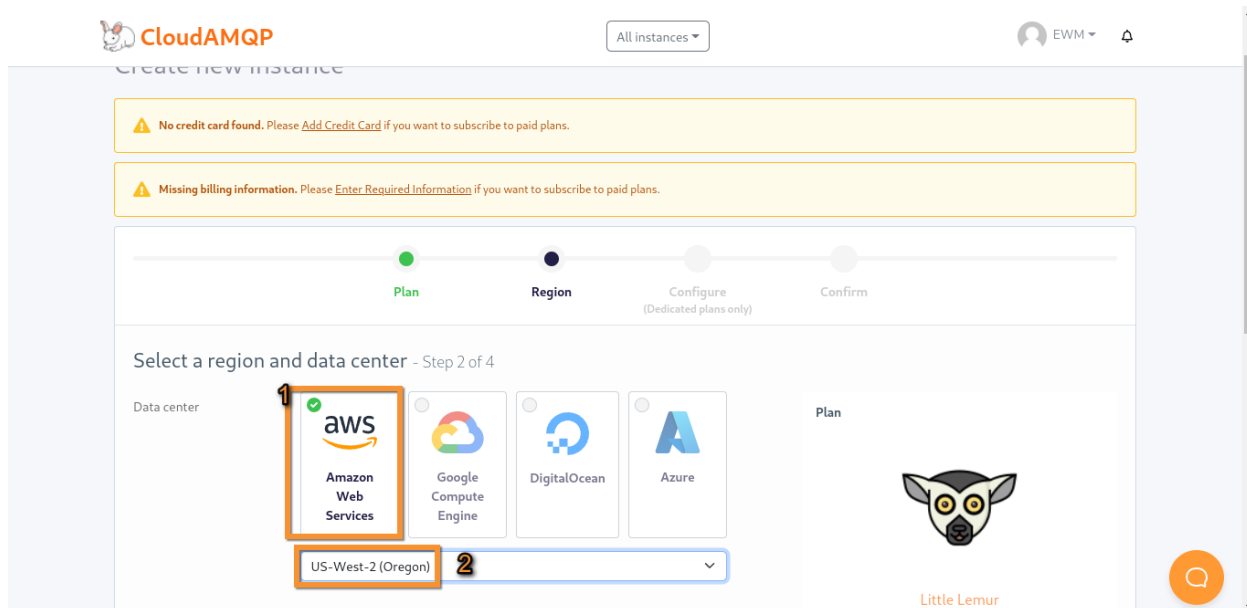 CloudAMQP
All instances
EWM
Create new instance
No credit card found. Please Add Credit Card if you want to subscribe to paid plans.
Missing billing information. Please Enter Required Information if you want to subscribe to paid plans.
Plan
Region
Configure
(Dedicated plans only)
Confirm
Select a region and data center - Step 2 of 4
Data center
1
aws
Amazon
Web
Services
Google
Compute
Engine
DigitalOcean
Azure
US-West-2 (Oregon)
2
Plan
Little Lemur